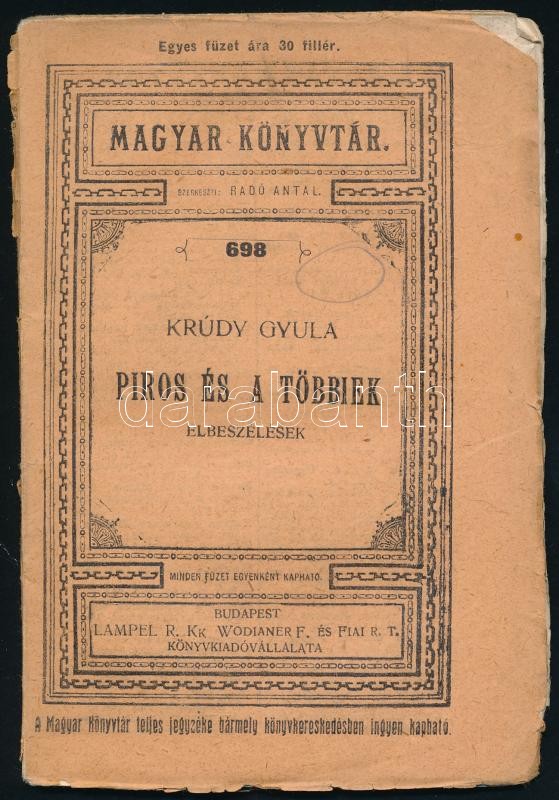 Egyes füzet ára 30 fillér.
MAGYAR KÖNYVTÁR.
SZERKESZTI: RADÓ ANTAL.
698
KRÚDY GYULA
PIROS ÉS A TÖBBIEK
darabanth
ELBESZÉLÉSEK
MINDEN FÜZET EGYENKÉNT KAPHATÓ.
BUDAPEST
LAMPEL R. KK WODIANER F. ÉS FIAI R. T.
KÖNYVKIADÓVÁLLALATA
A Magyar Könyvtár teljes jegyzéke bármely könyvkereskedésben ingyen kapható.